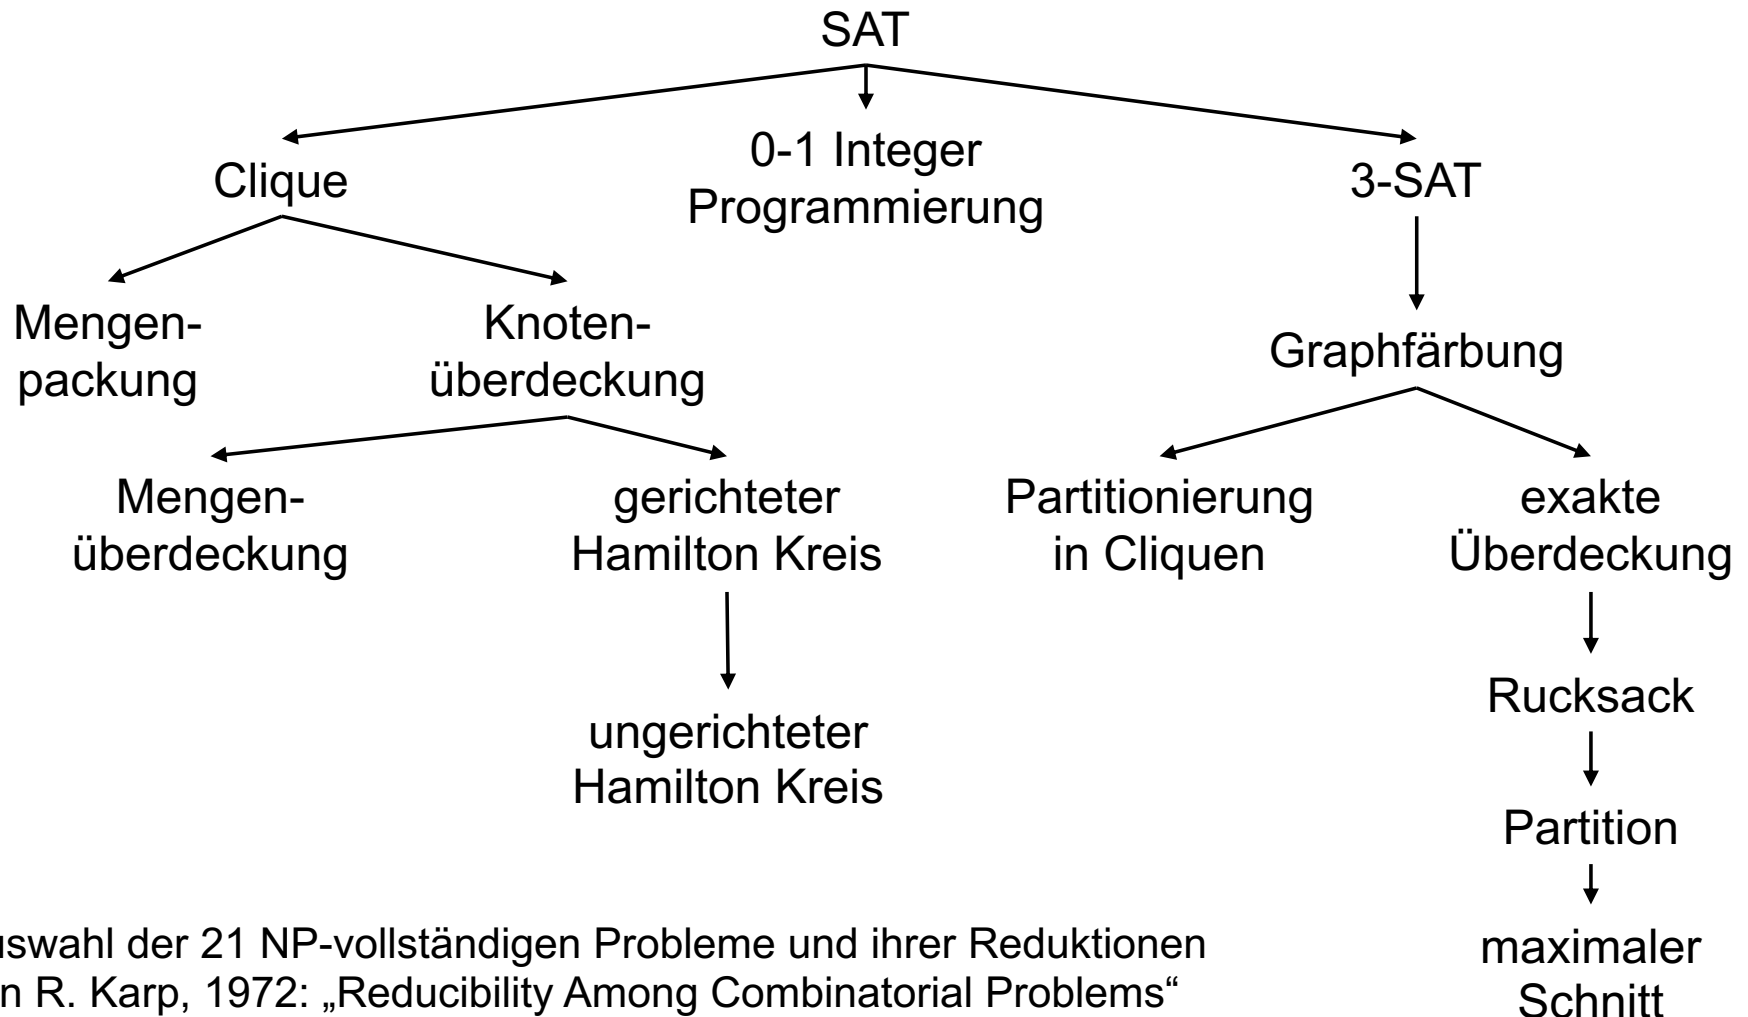 SAT
Clique
0-1 Integer
Programmierung
3-SAT
Mengen-
packung
Knoten-
überdeckung
Graphfärbung
Mengen-
überdeckung
gerichteter
Hamilton Kreis
Partitionierung
in Cliquen
exakte
Überdeckung
ungerichteter
Hamilton Kreis
Rucksack
Partition
maximaler
Schnitt
uswahl der 21 NP-vollständigen Probleme und ihrer Reduktionen
n R. Karp, 1972: „Reducibility Among Combinatorial Problems“